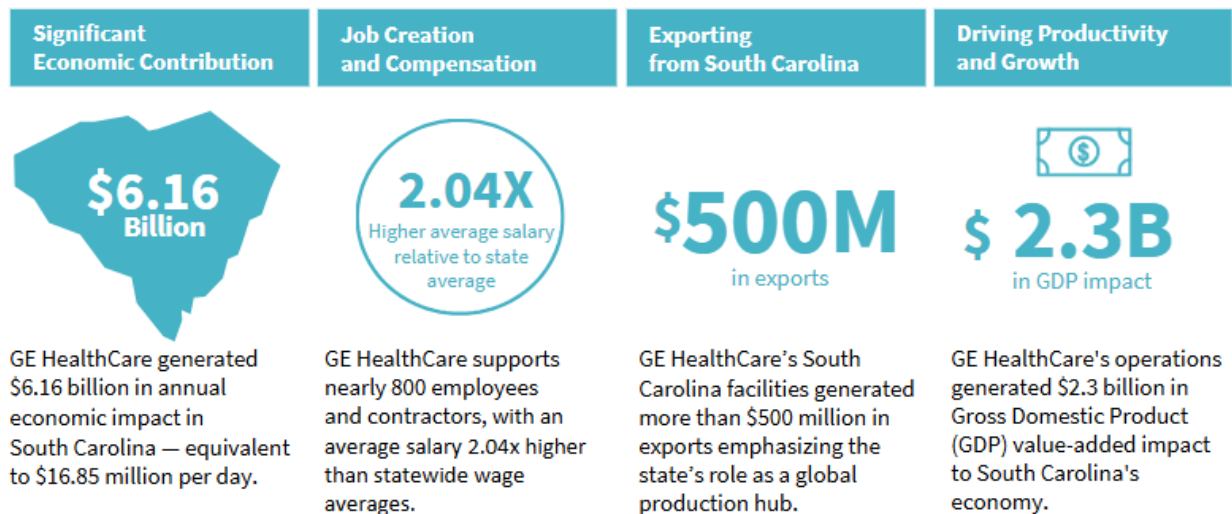 Significant
Economic Contribution
$6.16
Billion
GE HealthCare generated
$6.16 billion in annual
economic impact in
South Carolina — equivalent
to $16.85 million per day.
Job Creation
and Compensation
2.04X
Higher average salary
relative to state
average
GE HealthCare supports
nearly 800 employees
and contractors, with an
average salary 2.04x higher
than statewide wage
averages.
Exporting
from South Carolina
$500M
in exports
GE HealthCare’s South
Carolina facilities generated
more than $500 million in
exports emphasizing the
state’s role as a global
production hub.
Driving Productivity
and Growth
$
$ 2.3B
in GDP impact
GE HealthCare's operations
generated $2.3 billion in
Gross Domestic Product
(GDP) value-added impact
to South Carolina's
economy.